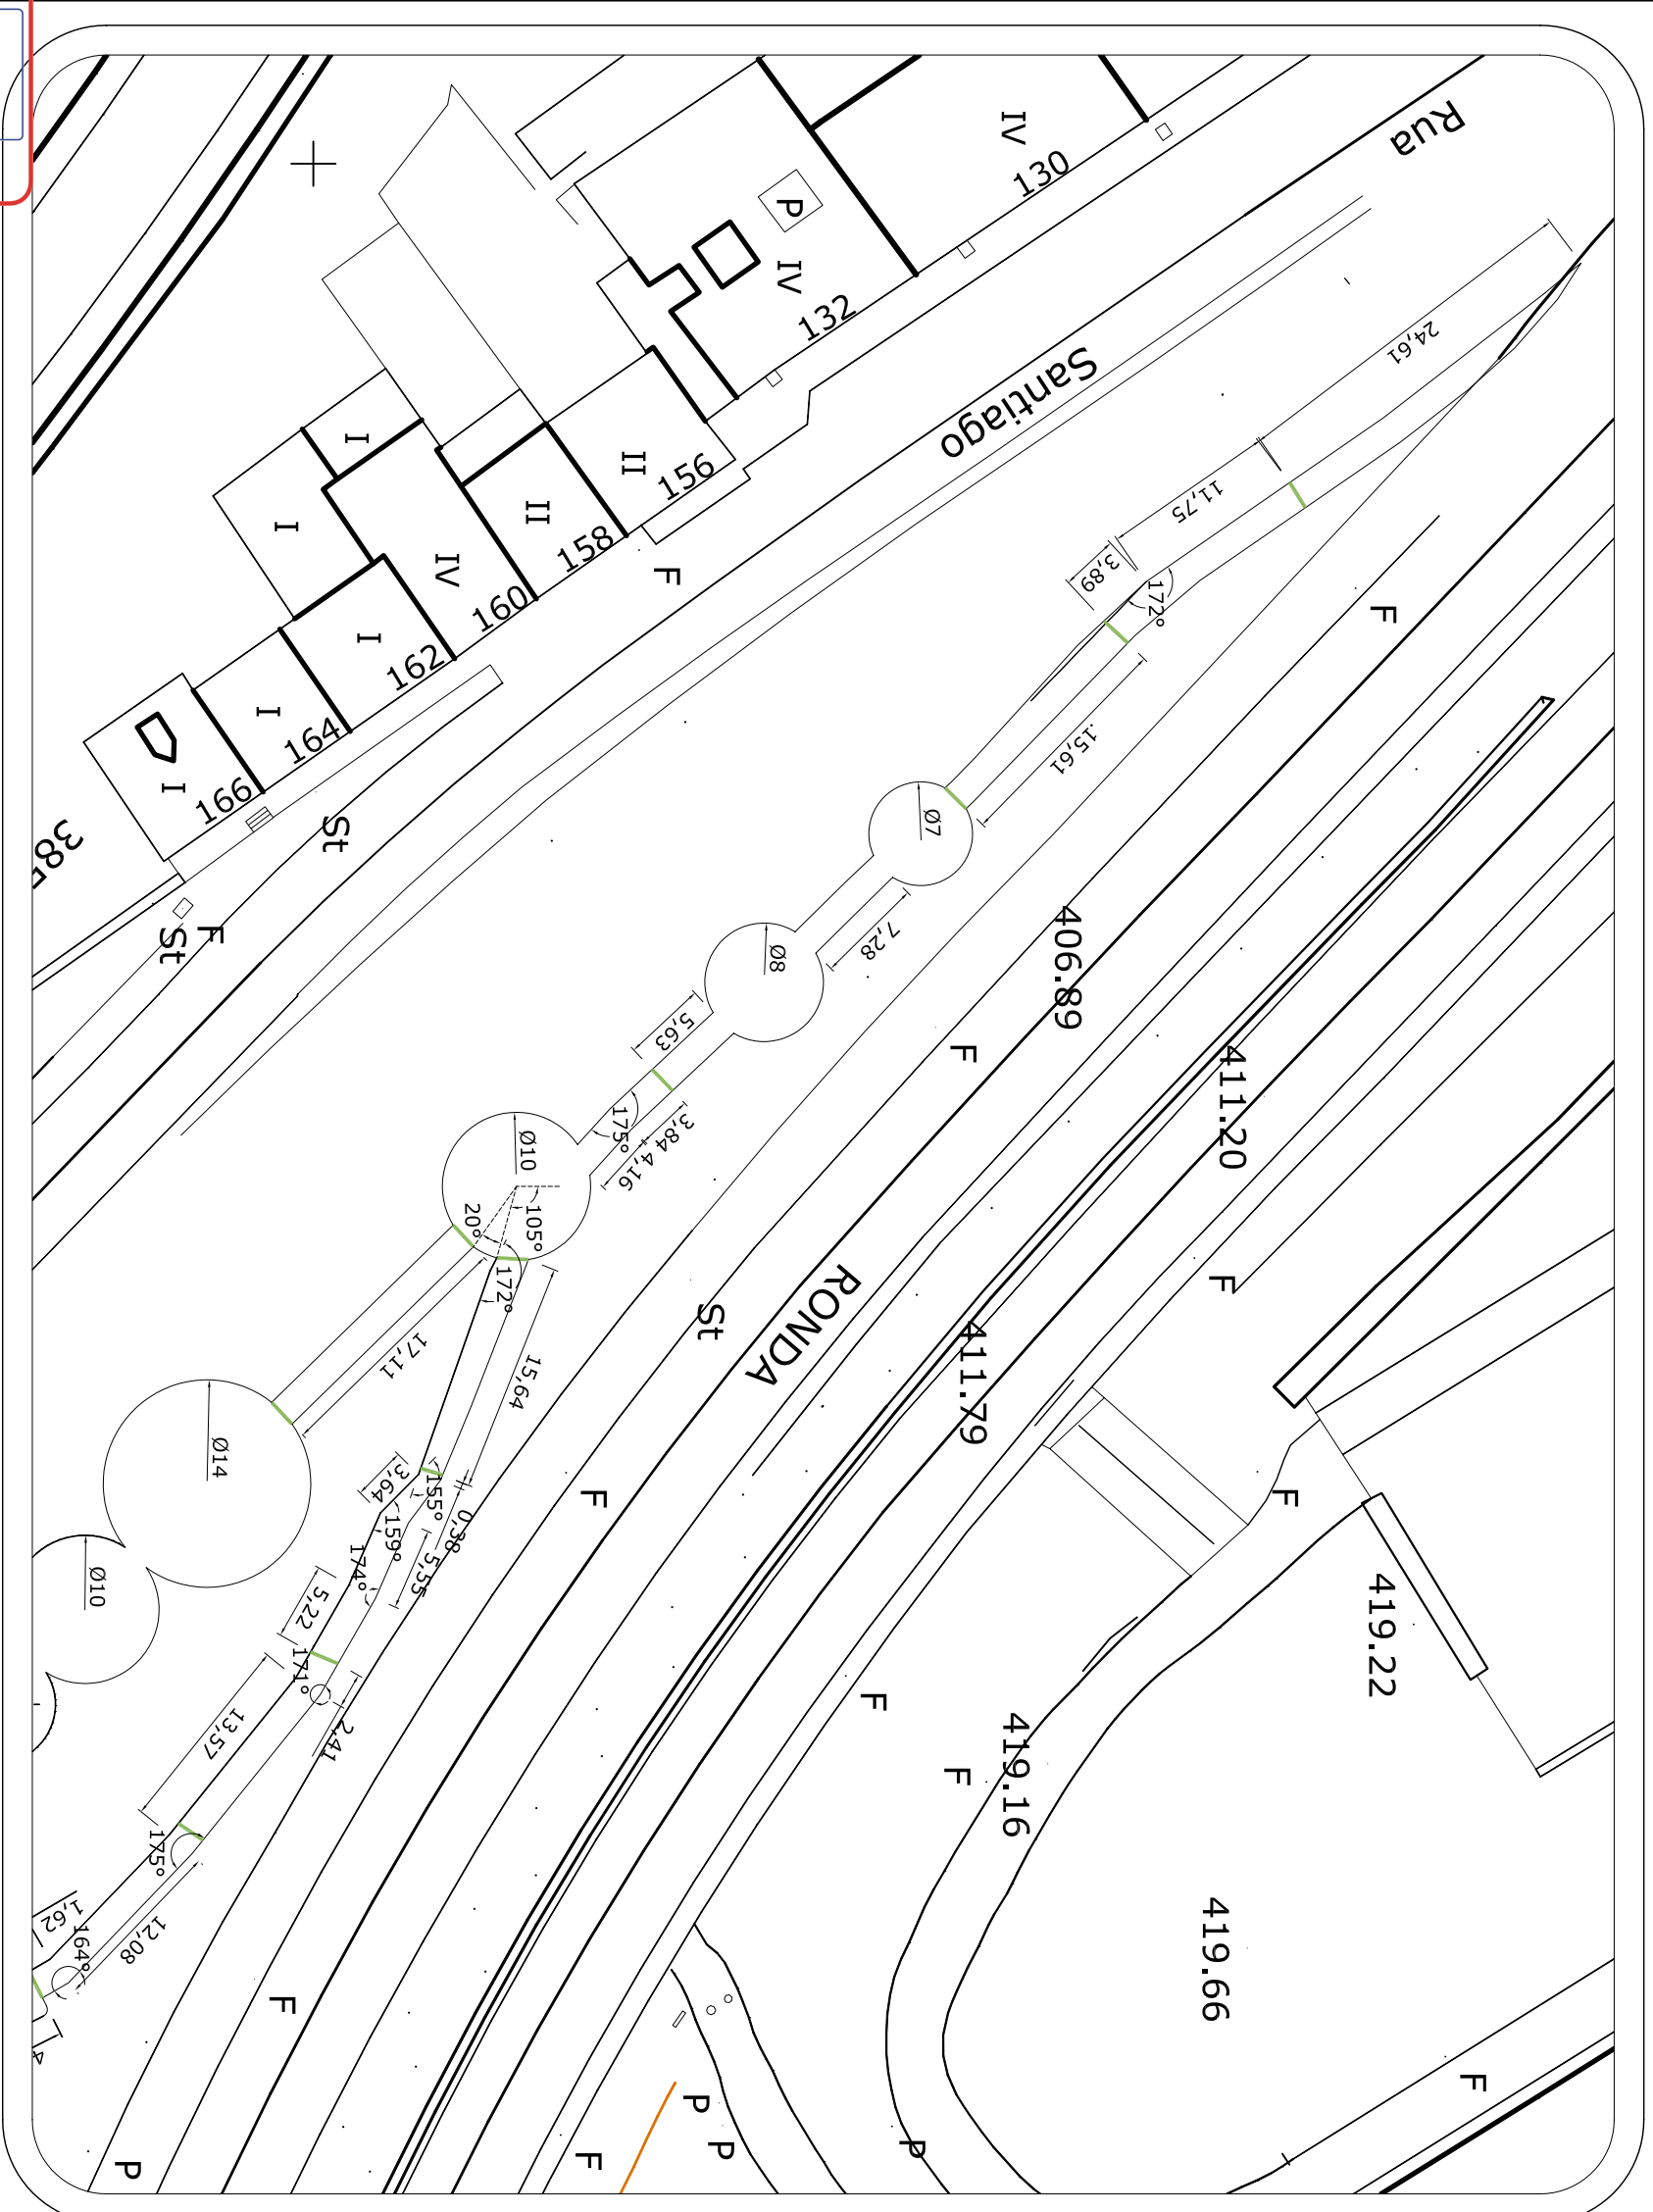 Rua
IV
130
P
IV
132
Santiago
24,61
I
II
156
11,75
I
II
158
F
3,89
172°
F
IV
160
I
162
15,61
I
164
I
166
St
Ø7
F
St
7,28
406.89
Ø8
5,63
F
411.20
175°
3,84
4,16
Ø10
20°
105°
172°
F
RONDA
St
411.79
17,11
15,64
Ø14
3,64
155°
F
F
159°
0,38
174°
5,55
Ø10
5,22
419.22
171°
F
2,41
13,57
419.16
F
175°
1,62
164°
12,08
419.66
F
4
F
P
P
P
F
P